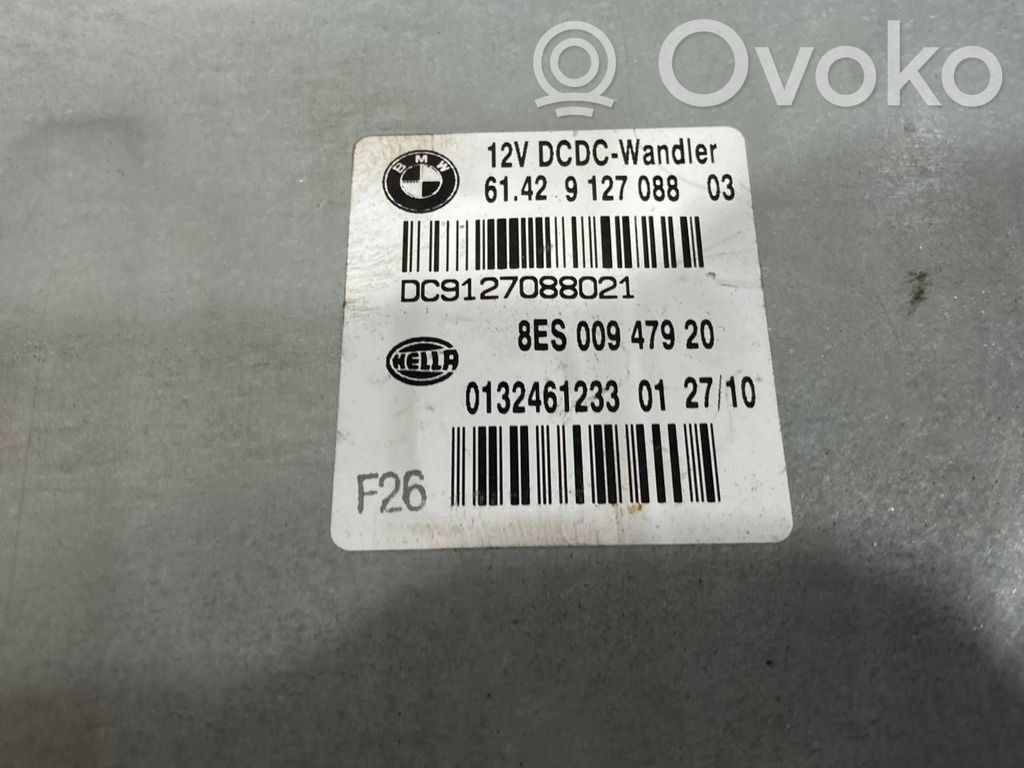 Ovoko
BMW
12V DCDC-Wandler
61.42 9 127 088 03
DC9127088021
8ES 009 479 20
HELLA
0132461233 01 27/10
F26